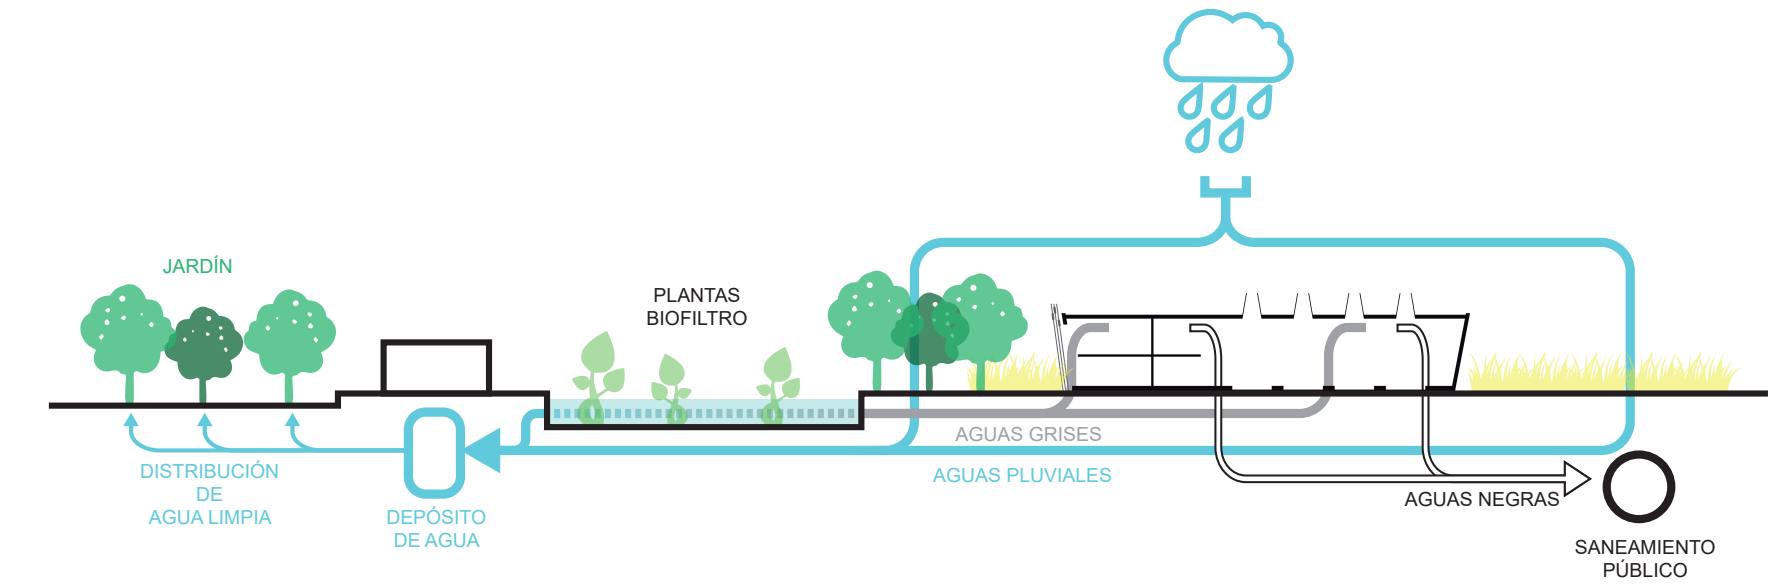 JARDÍN
PLANTAS
BIOFILTRO
AGUAS GRISES
AGUAS PLUVIALES
DISTRIBUCIÓN
DE
AGUA LIMPIA
DEPÓSITO
DE AGUA
AGUAS NEGRAS
SANEAMIENTO
PÚBLICO